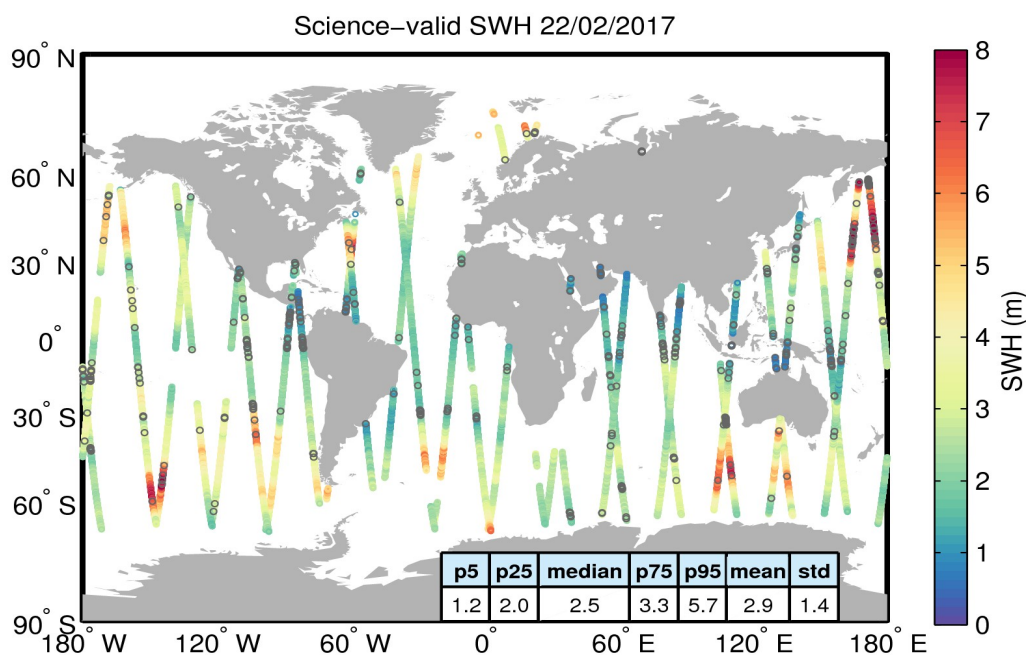 Science−valid SWH 22/02/2017
90° N
60° N
30° N
0°
30° S
60° S
90° S
180° W
120° W
60° W
0°
60° E
120° E
180° E
p5 p25 median p75 p95 mean std
1.2 2.0 2.5 3.3 5.7 2.9 1.4
8
7
6
5
4
3
2
1
0
SWH (m)